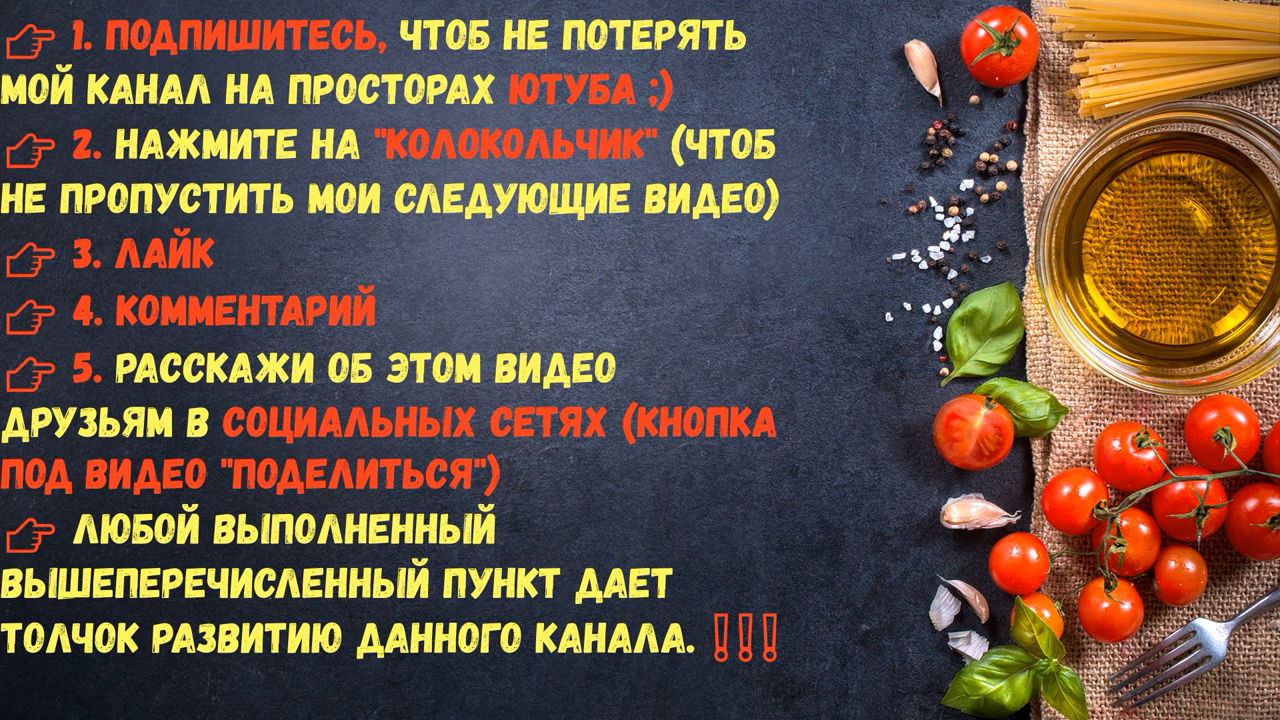 👉 1. ПОДПИШИТЕСЬ, ЧТОБ НЕ ПОТЕРЯТЬ
МОЙ КАНАЛ НА ПРОСТОРАХ ЮТУБА ;)
👉 2. НАЖМИТЕ НА "КОЛОКОЛЬЧИК" (ЧТОБ
НЕ ПРОПУСТИТЬ МОИ СЛЕДУЮЩИЕ ВИДЕО)
👉 3. ЛАЙК
👉 4. КОММЕНТАРИЙ
👉 5. РАССКАЖИ ОБ ЭТОМ ВИДЕО
ДРУЗЬЯМ В СОЦИАЛЬНЫХ СЕТЯХ (КНОПКА
ПОД ВИДЕО "ПОДЕЛИТЬСЯ")
👉 ЛЮБОЙ ВЫПОЛНЕННЫЙ
ВЫШЕПЕРЕЧИСЛЕННЫЙ ПУНКТ ДАЕТ
ТОЛЧОК РАЗВИТИЮ ДАННОГО КАНАЛА. ❗❗❗